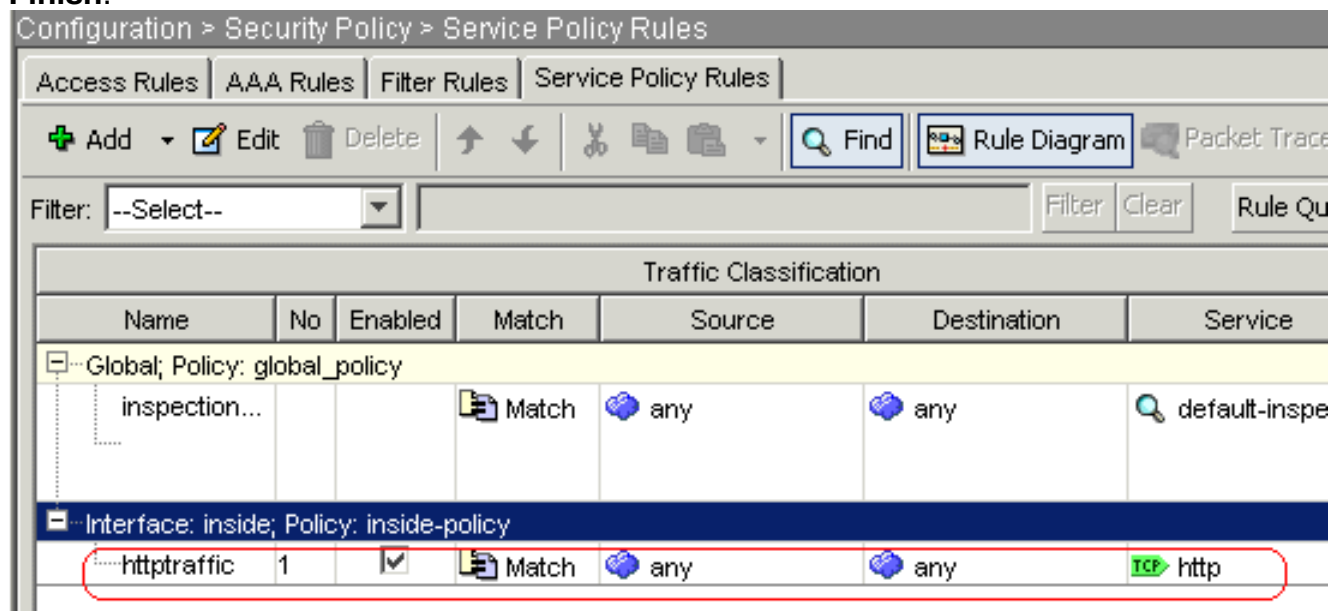 Finish.
Configuration > Security Policy > Service Policy Rules
Access Rules AAA Rules Filter Rules Service Policy Rules
Add Edit Delete Find Rule Diagram Packet Trace
Filter: --Select-- Filter Clear Rule Qu
Traffic Classification
Name No Enabled Match Source Destination Service
Global; Policy: global_policy
inspection... Match any any default-inspe
Interface: inside; Policy: inside-policy
httptraffic 1 Match any any TCP http